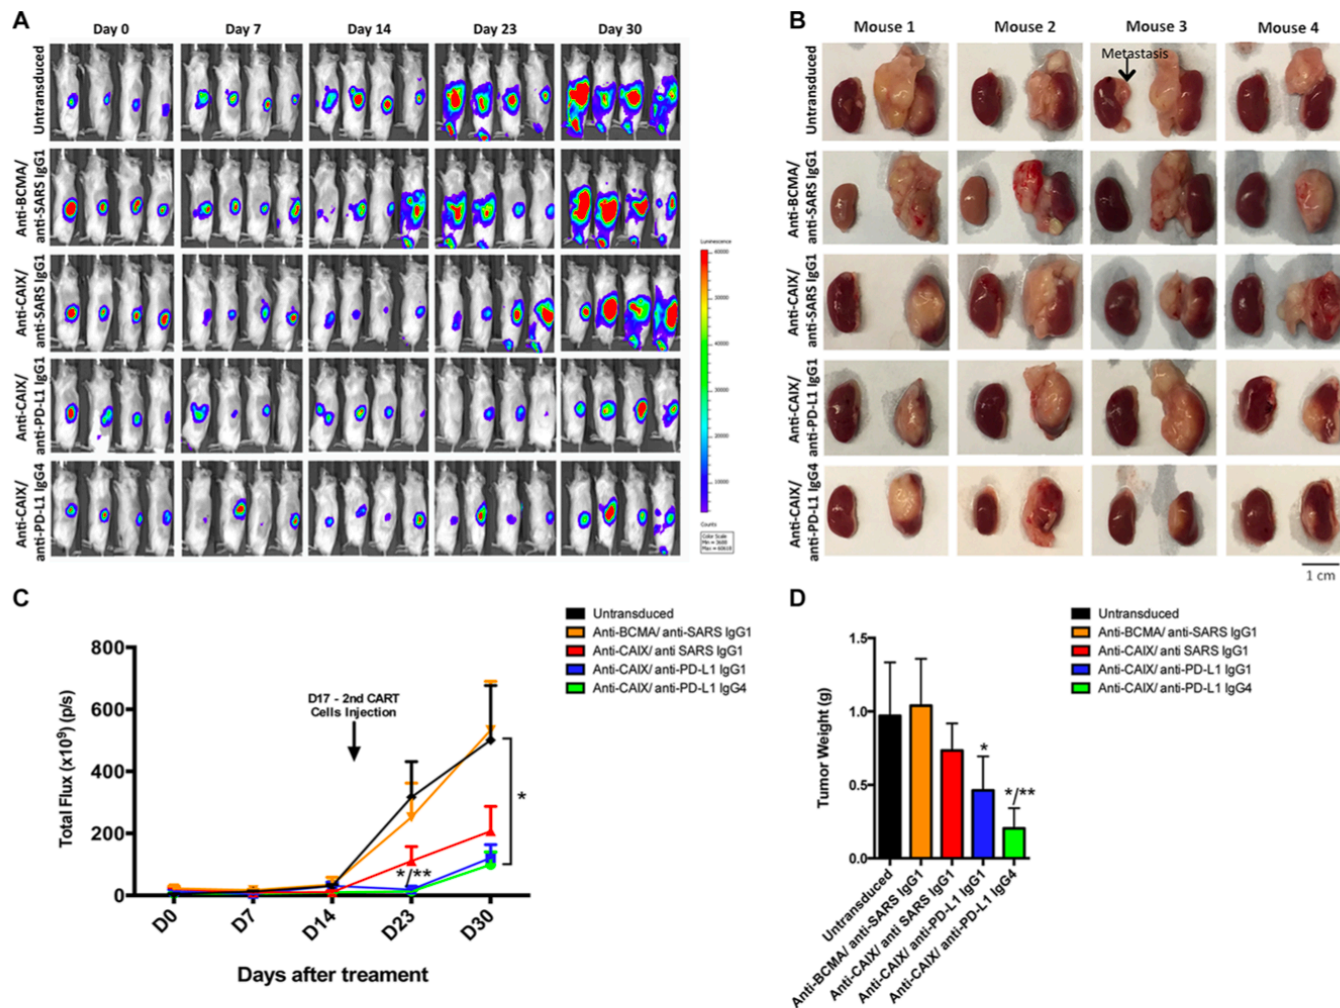 A
Day 0 Day 7 Day 14 Day 23 Day 30
Untransduced
Anti-BCMA/
anti-SARS IgG1
Anti-CAIX/
anti-SARS IgG1
Anti-CAIX/
anti-PD-L1 IgG1
Anti-CAIX/
anti-PD-L1 IgG4
Luminescence
40000
30000
20000
10000
Counts
Color Scale
B
Mouse 1 Mouse 2 Mouse 3 Mouse 4
Metastasis
Untransduced
Anti-BCMA/
anti-SARS IgG1
Anti-CAIX/
anti-SARS IgG1
Anti-CAIX/
anti-PD-L1 IgG1
Anti-CAIX/
anti-PD-L1 IgG4
1 cm
C
Untransduced
Anti-BCMA/ anti-SARS IgG1
Anti-CAIX/ anti SARS IgG1
Anti-CAIX/ anti-PD-L1 IgG1
Anti-CAIX/ anti-PD-L1 IgG4
D17 - 2nd CART
Cells Injection
Total Flux (x10⁹) (p/s)
800
600
400
200
0
*
*/**
D0 D7 D14 D23 D30
Days after treament
D
Untransduced
Anti-BCMA/ anti-SARS IgG1
Anti-CAIX/ anti SARS IgG1
Anti-CAIX/ anti-PD-L1 IgG1
Anti-CAIX/ anti-PD-L1 IgG4
Tumor Weight (g)
1.5
1.0
0.5
0.0
*
*/**
Untransduced
Anti-BCMA/ anti-SARS IgG1
Anti-CAIX/ anti SARS IgG1
Anti-CAIX/ anti-PD-L1 IgG1
Anti-CAIX/ anti-PD-L1 IgG4